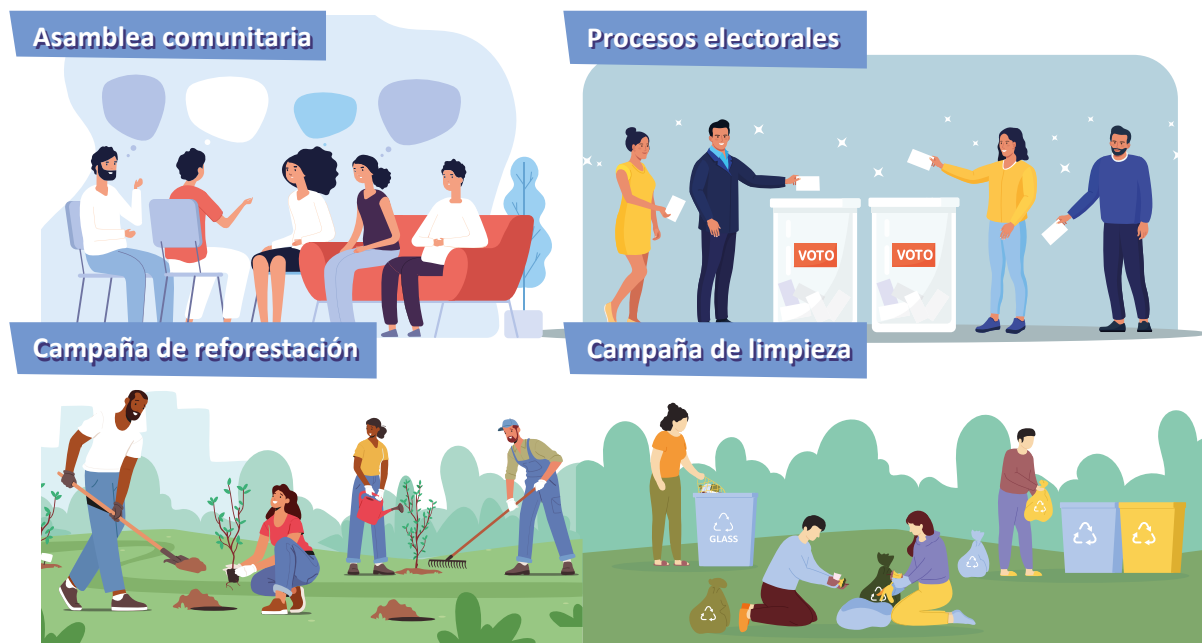 Asamblea comunitaria
Procesos electorales
VOTO
VOTO
Campaña de reforestación
Campaña de limpieza
GLASS